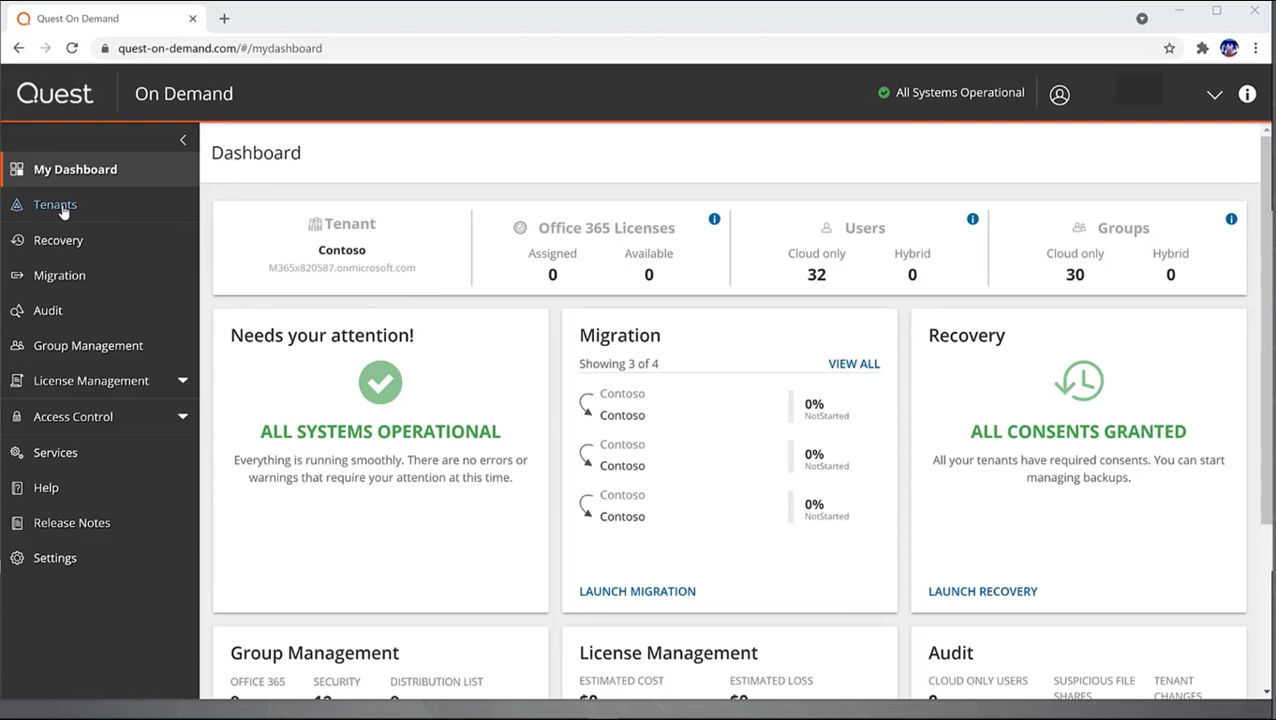 Quest On Demand
quest-on-demand.com/#/mydashboard
Quest
On Demand
All Systems Operational
My Dashboard
Tenants
Recovery
Migration
Audit
Group Management
License Management
Access Control
Services
Help
Release Notes
Settings
Dashboard
Tenant
Contoso
M365x820587.onmicrosoft.com
Office 365 Licenses
Assigned Available
0 0
Users
Cloud only Hybrid
32 0
Groups
Cloud only Hybrid
30 0
Needs your attention!
ALL SYSTEMS OPERATIONAL
Everything is running smoothly. There are no errors or
warnings that require your attention at this time.
Migration
Showing 3 of 4 VIEW ALL
Contoso
Contoso
0%
NotStarted
Contoso
Contoso
0%
NotStarted
Contoso
Contoso
0%
NotStarted
LAUNCH MIGRATION
Recovery
ALL CONSENTS GRANTED
All your tenants have required consents. You can start
managing backups.
LAUNCH RECOVERY
Group Management
OFFICE 365 SECURITY DISTRIBUTION LIST
License Management
ESTIMATED COST ESTIMATED LOSS
Audit
CLOUD ONLY USERS
SUSPICIOUS FILE
SHARES
TENANT
CHANGES